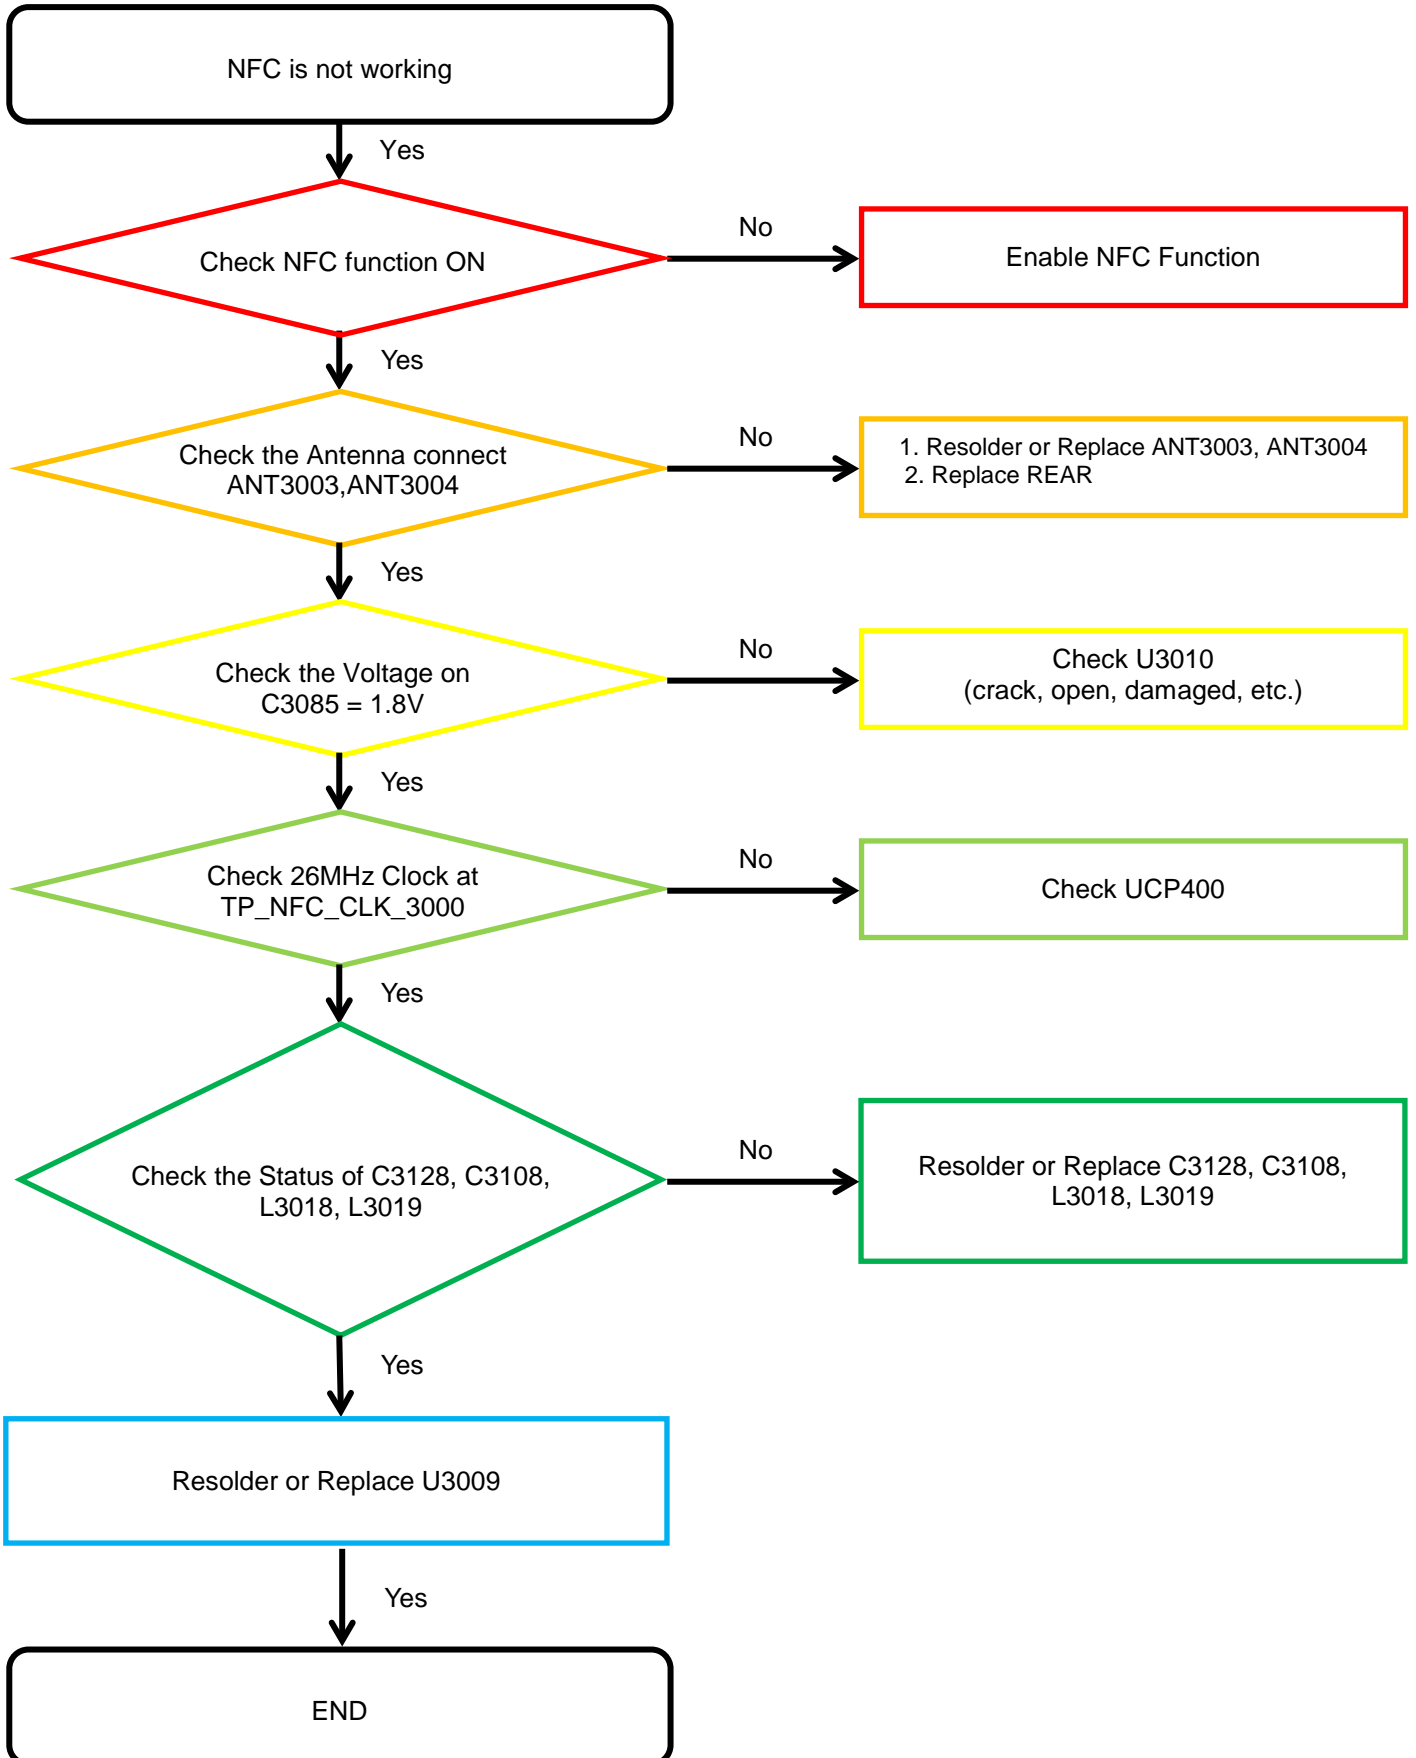 NFC is not working
Yes
Check NFC function ON
No
Enable NFC Function
Yes
Check the Antenna connect
ANT3003,ANT3004
No
1. Resolder or Replace ANT3003, ANT3004
2. Replace REAR
Yes
Check the Voltage on
C3085 = 1.8V
No
Check U3010
(crack, open, damaged, etc.)
Yes
Check 26MHz Clock at
TP_NFC_CLK_3000
No
Check UCP400
Yes
Check the Status of C3128, C3108,
L3018, L3019
No
Resolder or Replace C3128, C3108,
L3018, L3019
Yes
Resolder or Replace U3009
Yes
END